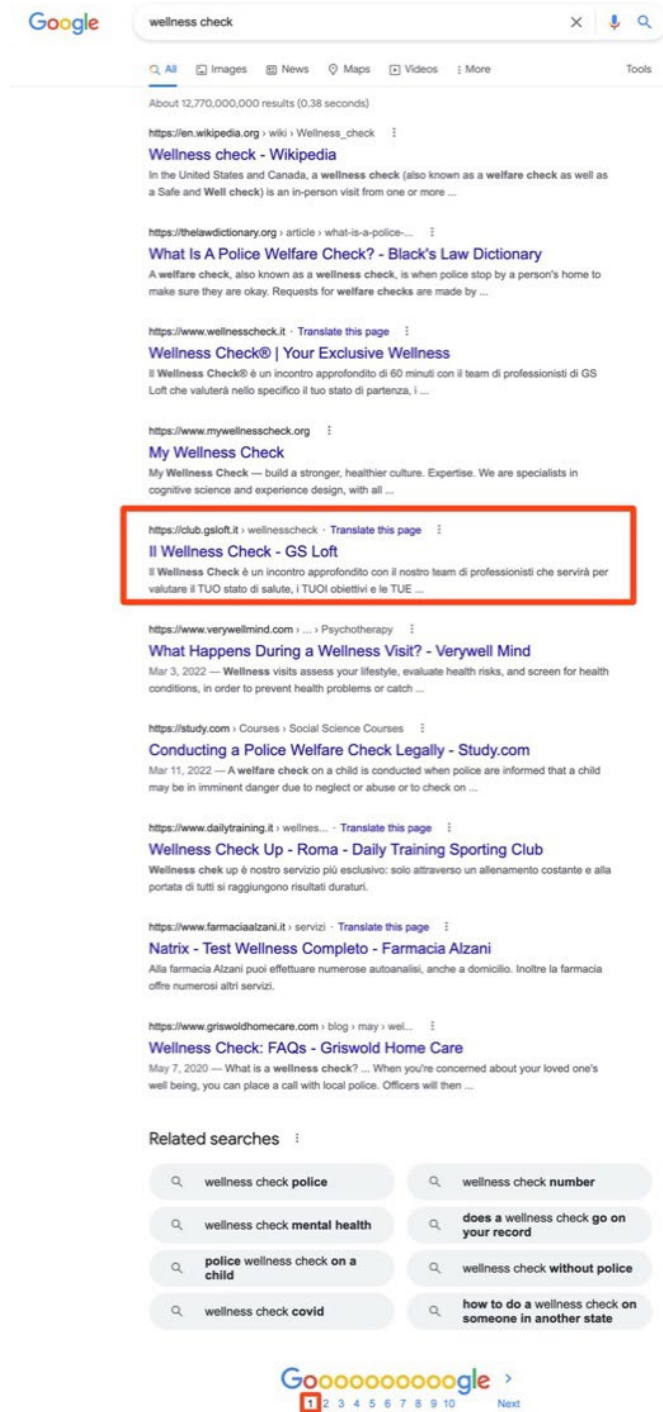 Google
wellness check
All Images News Maps Videos More Tools
About 12,770,000,000 results (0.38 seconds)
https://en.wikipedia.org › wiki › Wellness_check
Wellness check - Wikipedia
In the United States and Canada, a wellness check (also known as a welfare check as well as
a Safe and Well check) is an in-person visit from one or more ...
https://thelawdictionary.org › article › what-is-a-police-...
What Is A Police Welfare Check? - Black's Law Dictionary
A welfare check, also known as a wellness check, is when police stop by a person's home to
make sure they are okay. Requests for welfare checks are made by ...
https://www.wellnesscheck.it · Translate this page
Wellness Check® | Your Exclusive Wellness
Il Wellness Check® è un incontro approfondito di 60 minuti con il team di professionisti di GS
Loft che valuterà nello specifico il tuo stato di partenza, i ...
https://www.mywellnesscheck.org
My Wellness Check
My Wellness Check — build a stronger, healthier culture. Expertise. We are specialists in
cognitive science and experience design, with all ...
https://club.gsloft.it › wellnesscheck · Translate this page
Il Wellness Check - GS Loft
Il Wellness Check è un incontro approfondito con il nostro team di professionisti che servirà per
valutare il TUO stato di salute, i TUOI obiettivi e le TUE ...
https://www.verywellmind.com › ... › Psychotherapy
What Happens During a Wellness Visit? - Verywell Mind
Mar 3, 2022 — Wellness visits assess your lifestyle, evaluate health risks, and screen for health
conditions, in order to prevent health problems or catch ...
https://study.com › Courses › Social Science Courses
Conducting a Police Welfare Check Legally - Study.com
Mar 11, 2022 — A welfare check on a child is conducted when police are informed that a child
may be in imminent danger due to neglect or abuse or to check on ...
https://www.dailytraining.it › wellnes... · Translate this page
Wellness Check Up - Roma - Daily Training Sporting Club
Wellness chek up è nostro servizio più esclusivo: solo attraverso un allenamento costante e alla
portata di tutti si raggiungono risultati duraturi.
https://www.farmaciaalzani.it › servizi · Translate this page
Natrix - Test Wellness Completo - Farmacia Alzani
Alla farmacia Alzani puoi effettuare numerose autoanalisi, anche a domicilio. Inoltre la farmacia
offre numerosi altri servizi.
https://www.griswoldhomecare.com › blog › may › wel...
Wellness Check: FAQs - Griswold Home Care
May 7, 2020 — What is a wellness check? ... When you're concerned about your loved one's
well being, you can place a call with local police. Officers will then ...
Related searches
wellness check police
wellness check number
wellness check mental health
does a wellness check go on
your record
police wellness check on a
child
wellness check without police
wellness check covid
how to do a wellness check on
someone in another state
Goooooooooogle >
1 2 3 4 5 6 7 8 9 10 Next